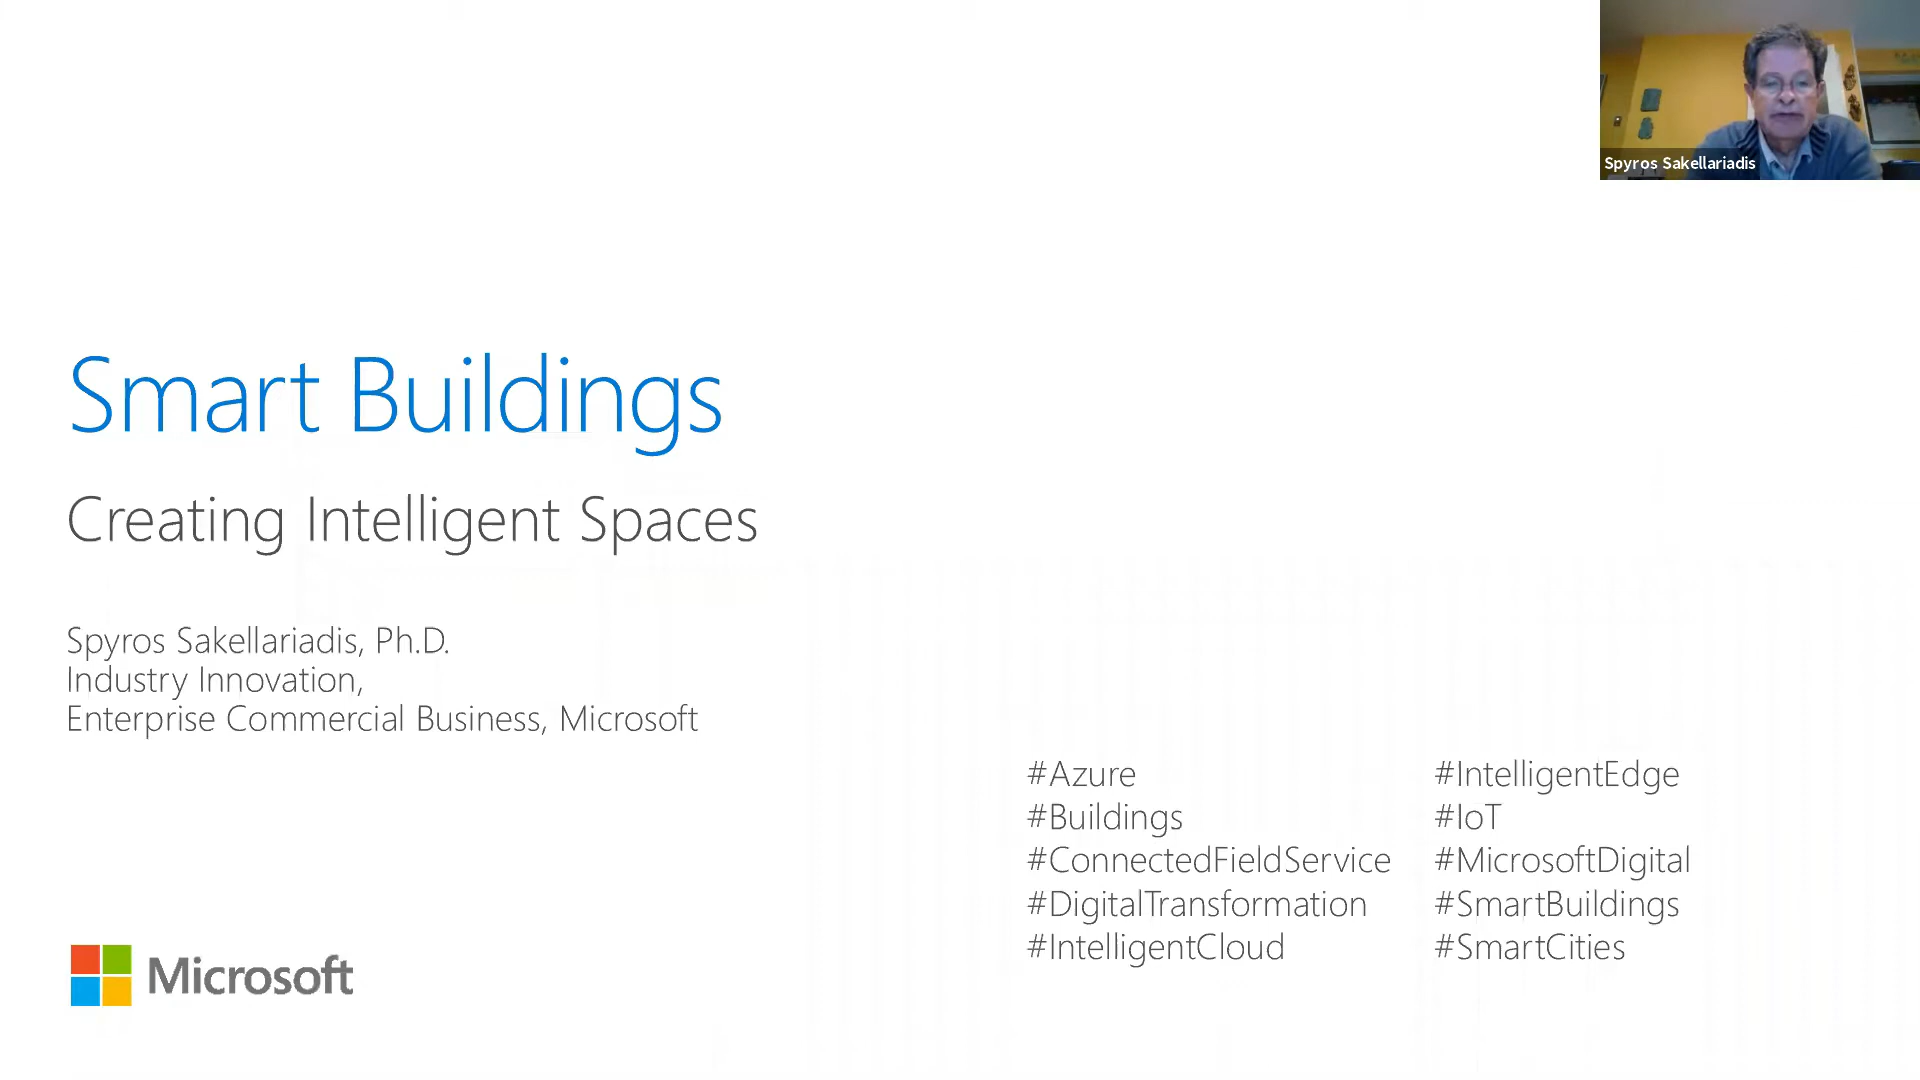 Spyros Sakellariadis
Smart Buildings
Creating Intelligent Spaces
Spyros Sakellariadis, Ph.D.
Industry Innovation,
Enterprise Commercial Business, Microsoft
#Azure
#Buildings
#ConnectedFieldService
#DigitalTransformation
#IntelligentCloud
#IntelligentEdge
#IoT
#MicrosoftDigital
#SmartBuildings
#SmartCities
Microsoft